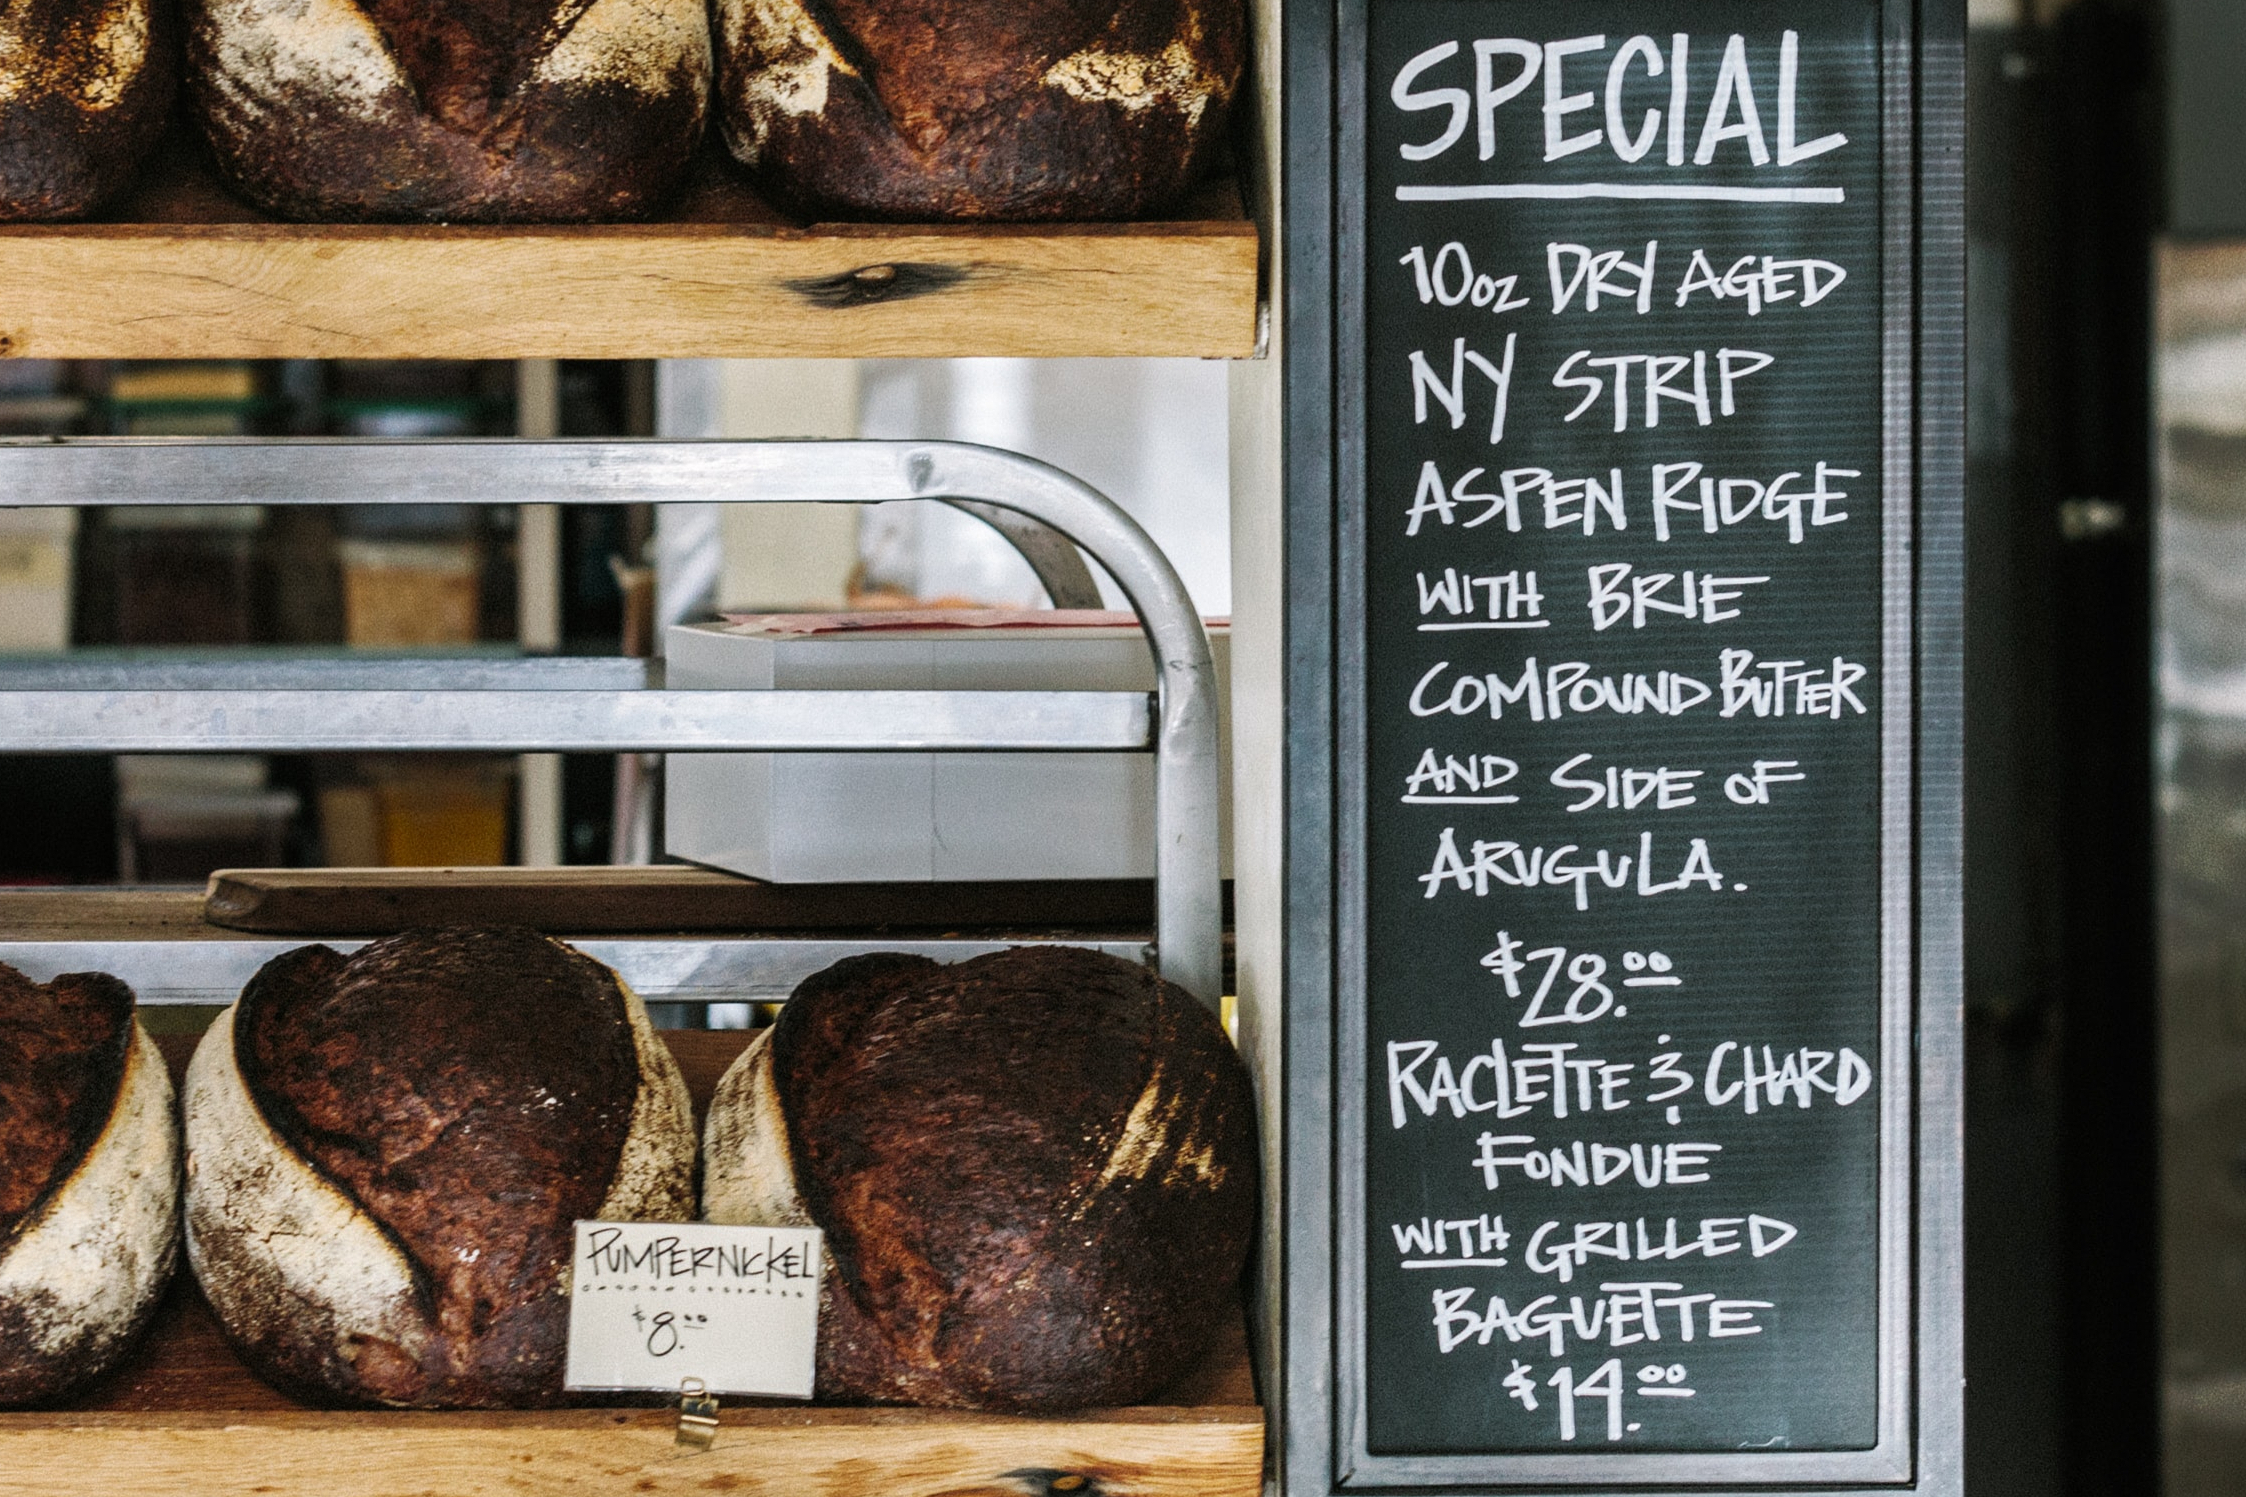 SPECIAL
10oz DRY AGED
NY STRIP
ASPEN RIDGE
WITH BRIE
COMPOUND BUTTER
AND SIDE OF
ARUGULA.
$28.00
RACLETTE & CHARD
FONDUE
WITH GRILLED
BAGUETTE
$14.00
PUMPERNICKEL
$8.00